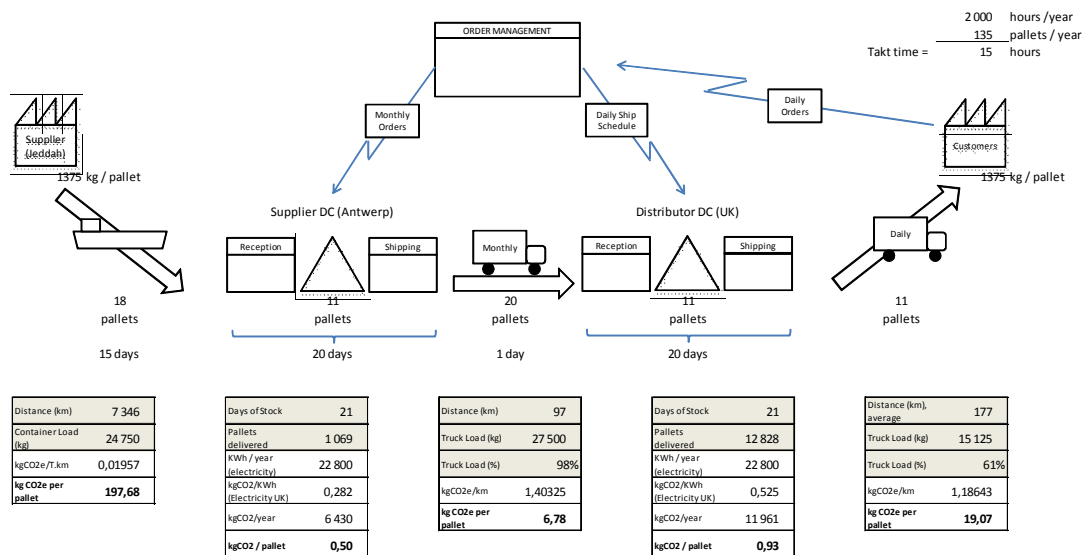 2 000 hours /year
135 pallets / year
Takt time = 15 hours
ORDER MANAGEMENT
Monthly
Orders
Daily Ship
Schedule
Daily
Orders
Supplier
(Jeddah)
1375 kg / pallet
Customers
1375 kg / pallet
Supplier DC (Antwerp)
Distributor DC (UK)
Reception
Shipping
Monthly
Reception
Shipping
Daily
18
pallets
11
pallets
20
pallets
11
pallets
11
pallets
15 days
20 days
1 day
20 days
Distance (km) 7 346
Container Load
(kg) 24 750
kgCO2e/T.km 0,01957
kg CO2e per
pallet 197,68
Days of Stock 21
Pallets
delivered 1 069
KWh / year
(electricity) 22 800
kgCO2/KWh
(Electricity UK) 0,282
kgCO2/year 6 430
kgCO2 / pallet 0,50
Distance (km) 97
Truck Load (kg) 27 500
Truck Load (%) 98%
kgCO2e/km 1,40325
kg CO2e per
pallet 6,78
Days of Stock 21
Pallets
delivered 12 828
KWh / year
(electricity) 22 800
kgCO2/KWh
(Electricity UK) 0,525
kgCO2/year 11 961
kgCO2 / pallet 0,93
Distance (km),
average 177
Truck Load (kg) 15 125
Truck Load (%) 61%
kgCO2e/km 1,18643
kg CO2e per
pallet 19,07